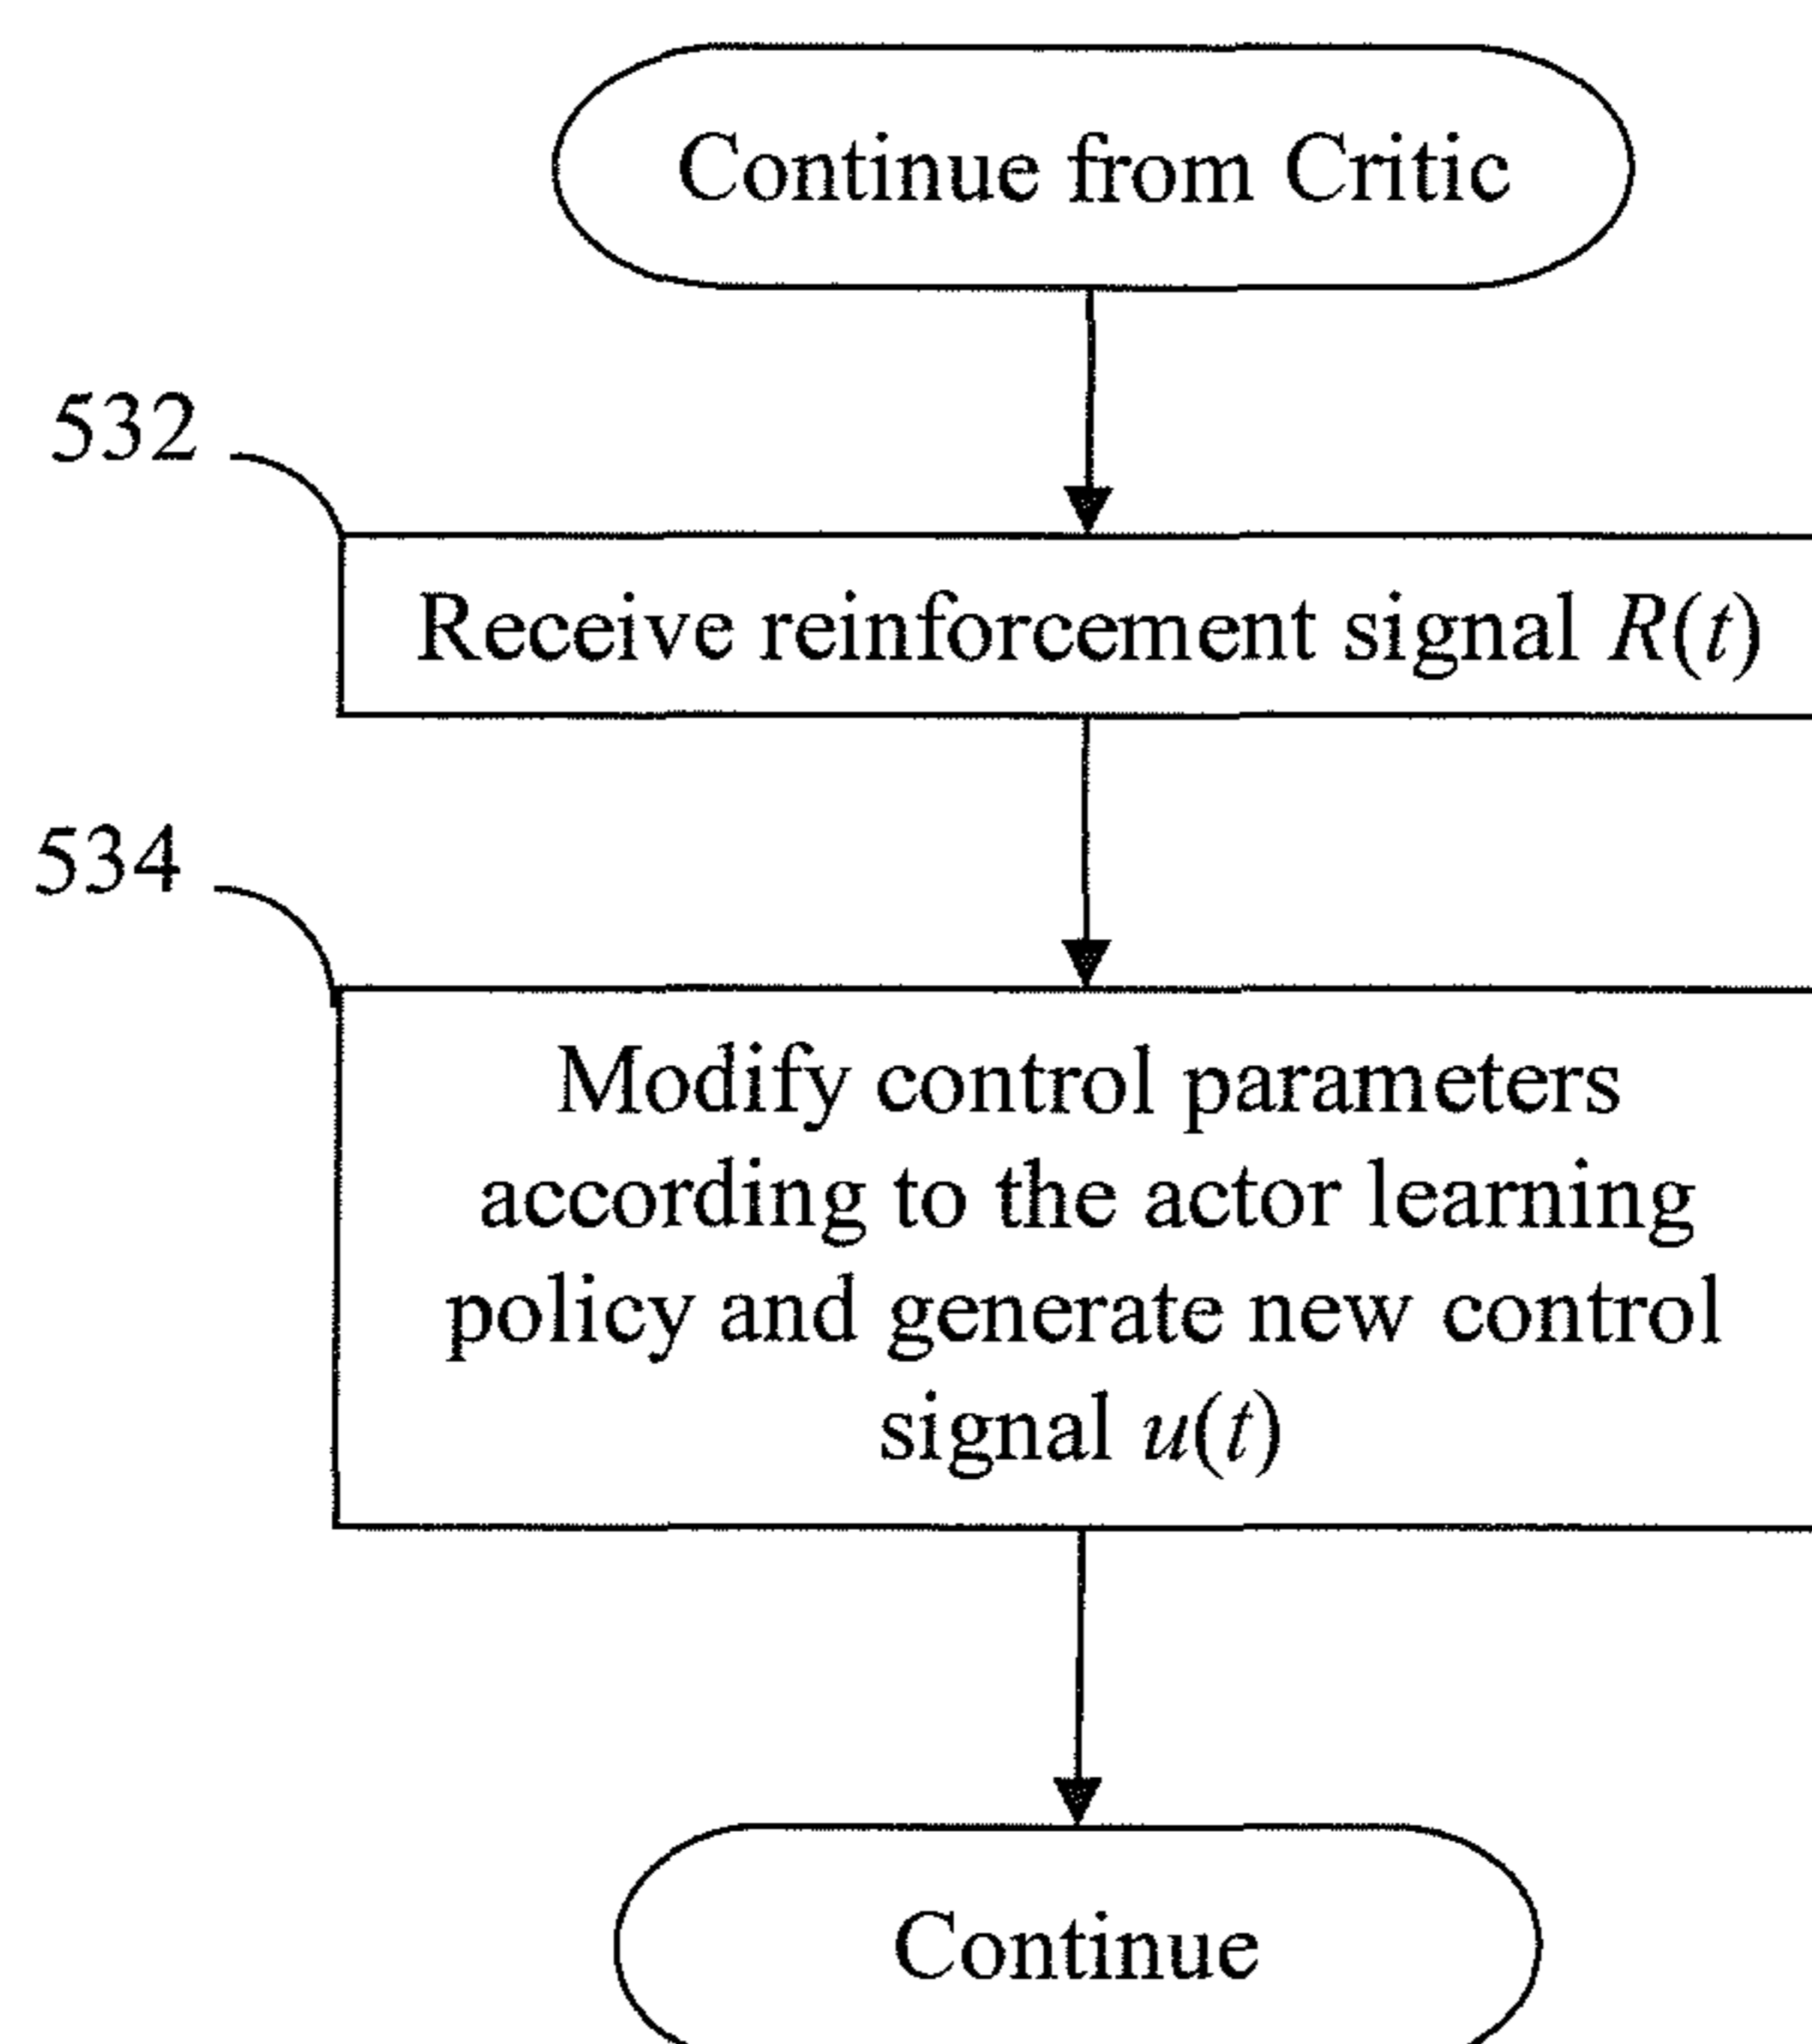 Continue from Critic
532
Receive reinforcement signal R(t)
534
Modify control parameters
according to the actor learning
policy and generate new control
signal u(t)
Continue